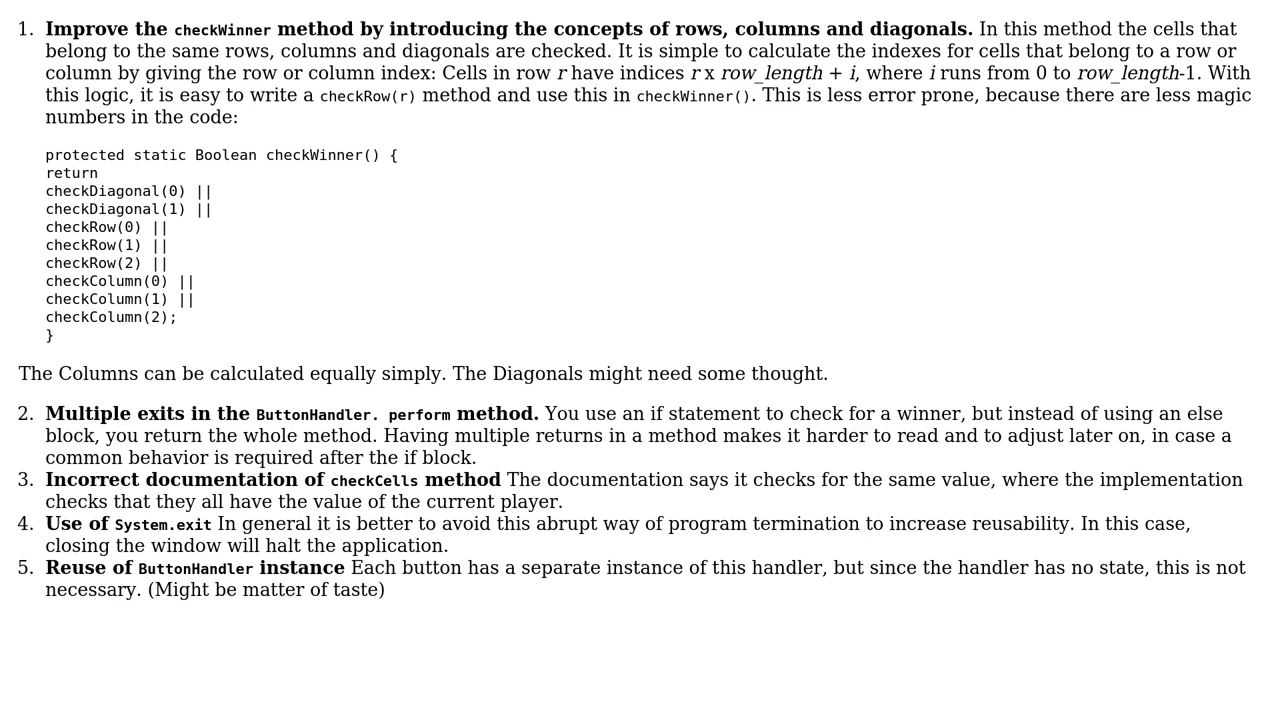 1. Improve the checkWinner method by introducing the concepts of rows, columns and diagonals. In this method the cells that
belong to the same rows, columns and diagonals are checked. It is simple to calculate the indexes for cells that belong to a row or
column by giving the row or column index: Cells in row r have indices r x row_length + i, where i runs from 0 to row_length-1. With
this logic, it is easy to write a checkRow(r) method and use this in checkWinner(). This is less error prone, because there are less magic
numbers in the code:
protected static Boolean checkWinner() {
return
checkDiagonal(0) ||
checkDiagonal(1) ||
checkRow(0) ||
checkRow(1) ||
checkRow(2) ||
checkColumn(0) ||
checkColumn(1) ||
checkColumn(2);
}
The Columns can be calculated equally simply. The Diagonals might need some thought.
2. Multiple exits in the ButtonHandler. perform method. You use an if statement to check for a winner, but instead of using an else
block, you return the whole method. Having multiple returns in a method makes it harder to read and to adjust later on, in case a
common behavior is required after the if block.
3. Incorrect documentation of checkCells method The documentation says it checks for the same value, where the implementation
checks that they all have the value of the current player.
4. Use of System.exit In general it is better to avoid this abrupt way of program termination to increase reusability. In this case,
closing the window will halt the application.
5. Reuse of ButtonHandler instance Each button has a separate instance of this handler, but since the handler has no state, this is not
necessary. (Might be matter of taste)